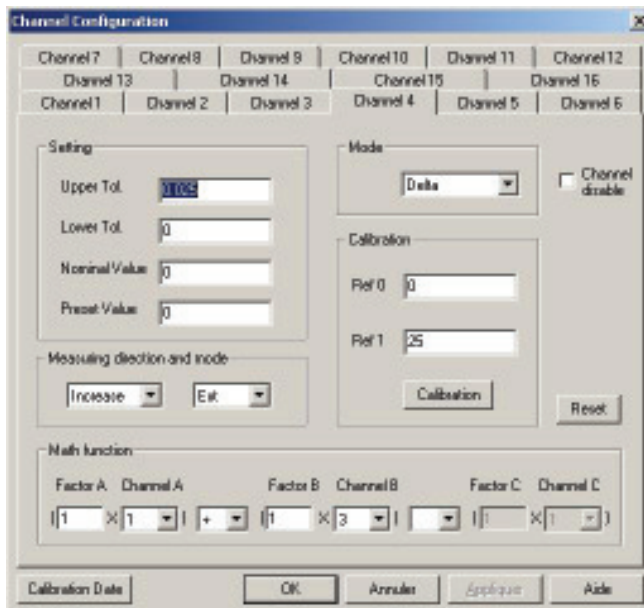 Channel Configuration
Channel 7 Channel 8 Channel 9 Channel 10 Channel 11 Channel 12
Channel 13 Channel 14 Channel 15 Channel 16
Channel 1 Channel 2 Channel 3 Channel 4 Channel 5 Channel 6
Setting
Upper Tol. 0.025
Lower Tol. 0
Nominal Value 0
Preset Value 0
Mode
Delta
Channel disable
Calibration
Ref 0 0
Ref 1 25
Calibration
Measuring direction and mode
Increase Ext
Reset
Math function
Factor A Channel A Factor B Channel B Factor C Channel C
( 1 X 1 ) + ( 1 X 3 ) ( 1 X 1 )
Calibration Date OK Annuler Appliquer Aide